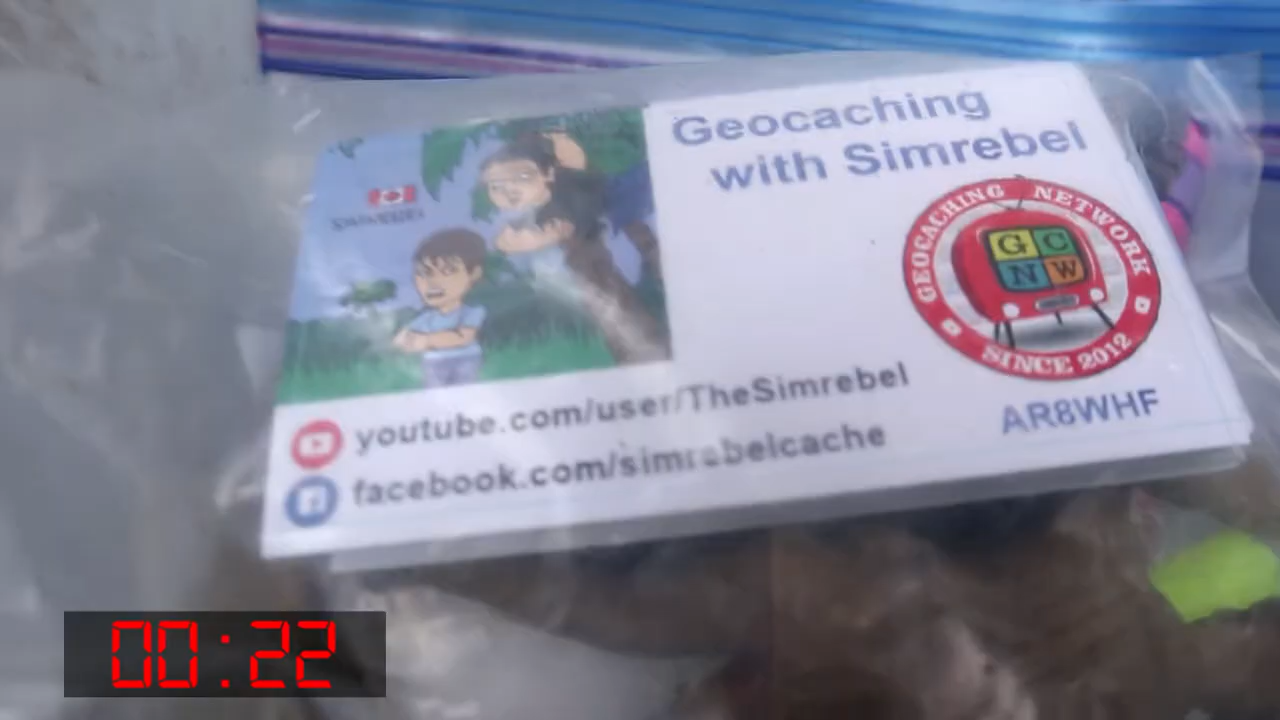 Geocaching
with Simrebel
GEOCACHING NETWORK
G C
N W
SINCE 2012
youtube.com/user/TheSimrebel
facebook.com/simrebelcache
AR8WHF
00:22